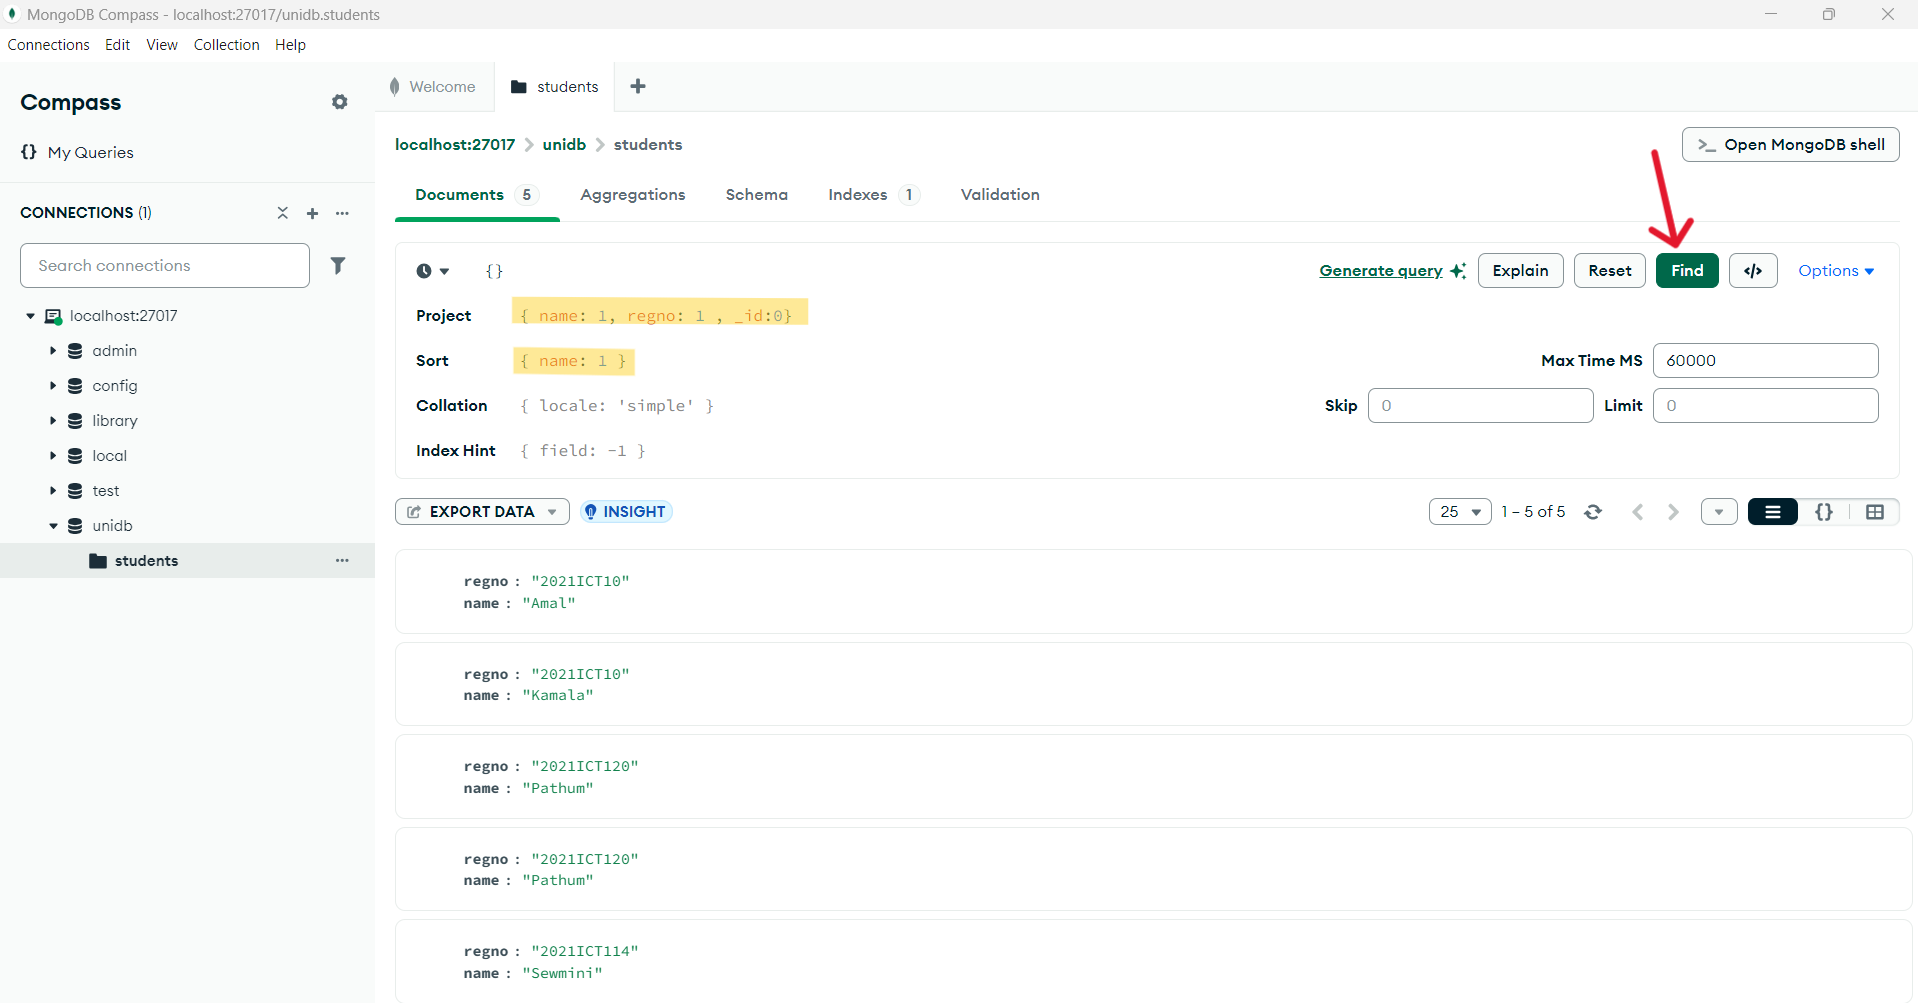 MongoDB Compass - localhost:27017/unidb.students
Connections Edit View Collection Help
Compass
{} My Queries
CONNECTIONS (1)
Search connections
localhost:27017
admin
config
library
local
test
unidb
students
Welcome
students
localhost:27017 > unidb > students
>_ Open MongoDB shell
Documents 5 Aggregations Schema Indexes 1 Validation
{} Generate query Explain Reset Find </> Options
Project { name: 1, regno: 1 , _id:0}
Sort { name: 1 } Max Time MS 60000
Collation { locale: 'simple' } Skip 0 Limit 0
Index Hint { field: -1 }
EXPORT DATA INSIGHT 25 1 – 5 of 5 {}
regno : "2021ICT10"
name : "Amal"
regno : "2021ICT10"
name : "Kamala"
regno : "2021ICT120"
name : "Pathum"
regno : "2021ICT120"
name : "Pathum"
regno : "2021ICT114"
name : "Sewmini"